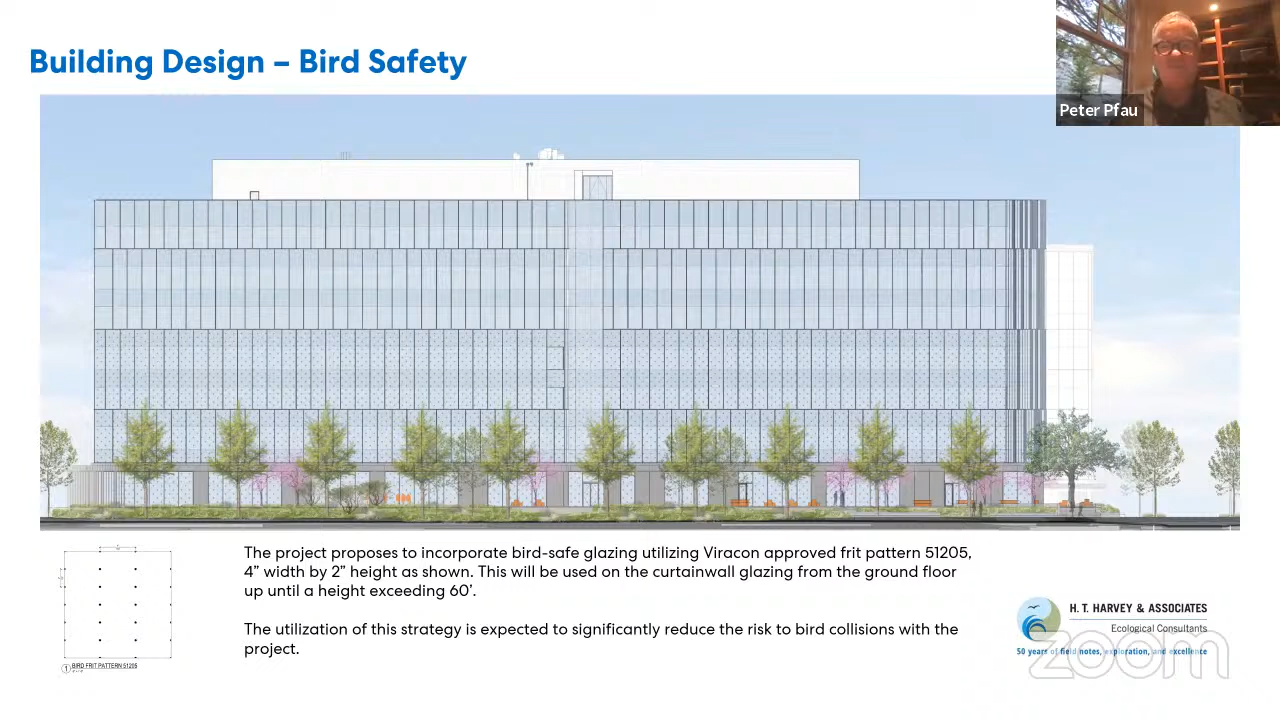 Building Design – Bird Safety
Peter Pfau
The project proposes to incorporate bird-safe glazing utilizing Viracon approved frit pattern 51205,
4” width by 2” height as shown. This will be used on the curtainwall glazing from the ground floor
up until a height exceeding 60’.
The utilization of this strategy is expected to significantly reduce the risk to bird collisions with the
project.
1 BIRD FRIT PATTERN 51205
H. T. HARVEY & ASSOCIATES
Ecological Consultants
50 years of field notes, exploration, and excellence
zoom